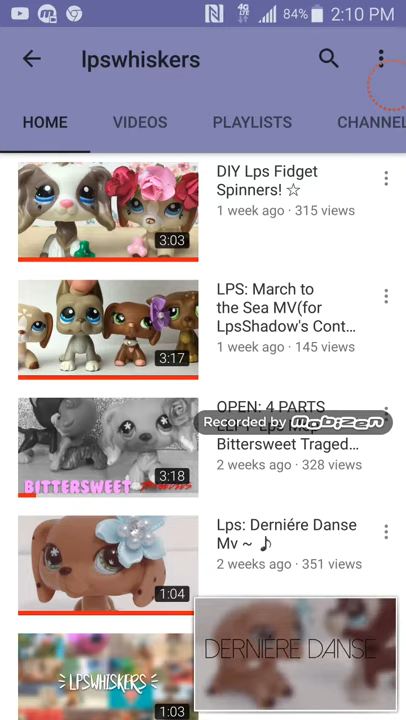 84% 2:10 PM
lpswhiskers
HOME VIDEOS PLAYLISTS CHANNEL
DIY Lps Fidget
Spinners! ☆
1 week ago · 315 views
3:03
LPS: March to
the Sea MV(for
LpsShadow's Cont...
1 week ago · 145 views
3:17
OPEN: 4 PARTS
Recorded by Mobizen
Bittersweet Traged...
2 weeks ago · 328 views
BITTERSWEET
3:18
Lps: Derniére Danse
Mv ~ ♪
2 weeks ago · 351 views
1:04
DERNIÉRE DANSE
LPSWHISKERS
1:03